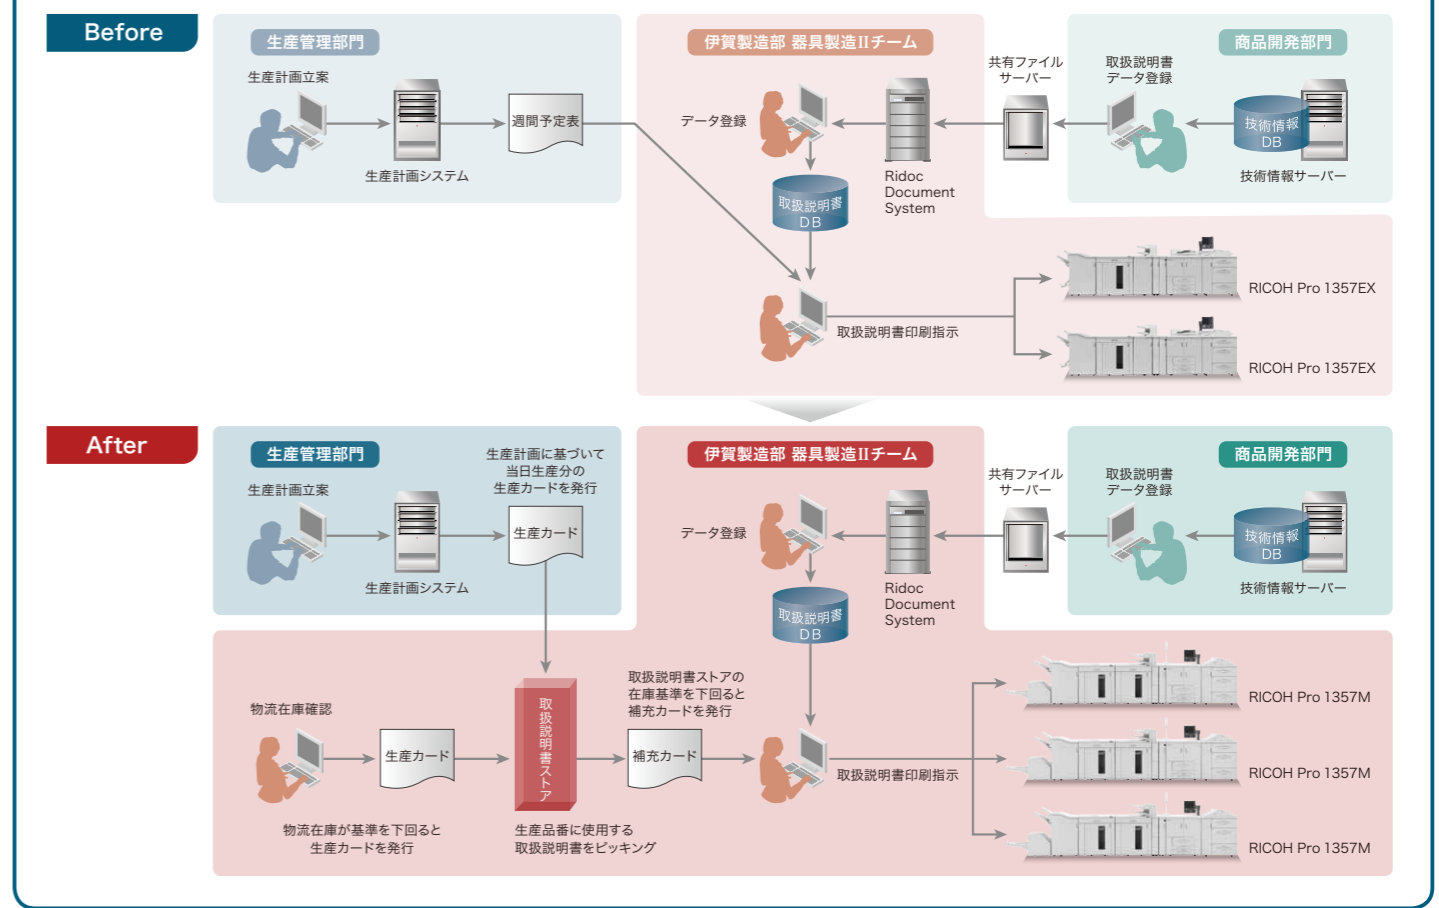 Before
生産管理部門
生産計画立案
生産計画システム
週間予定表
伊賀製造部 器具製造IIチーム
データ登録
取扱説明書
DB
Ridoc
Document
System
共有ファイル
サーバー
商品開発部門
取扱説明書
データ登録
技術情報
DB
技術情報サーバー
取扱説明書印刷指示
RICOH Pro 1357EX
RICOH Pro 1357EX
After
生産管理部門
生産計画立案
生産計画システム
生産計画に基づいて
当日生産分の
生産カードを発行
生産カード
伊賀製造部 器具製造IIチーム
データ登録
取扱説明書
DB
Ridoc
Document
System
共有ファイル
サーバー
商品開発部門
取扱説明書
データ登録
技術情報
DB
技術情報サーバー
物流在庫確認
生産カード
物流在庫が基準を下回ると
生産カードを発行
取扱説明書ストア
生産品番に使用する
取扱説明書をピッキング
取扱説明書ストアの
在庫基準を下回ると
補充カードを発行
補充カード
取扱説明書印刷指示
RICOH Pro 1357M
RICOH Pro 1357M
RICOH Pro 1357M